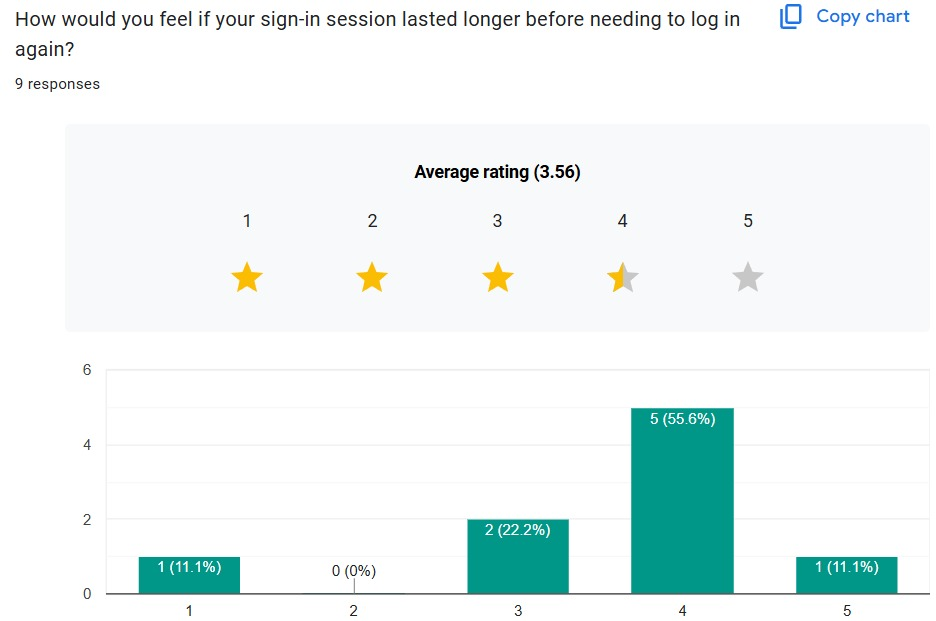 How would you feel if your sign-in session lasted longer before needing to log in
again?
Copy chart
9 responses
Average rating (3.56)
1 2 3 4 5
6
4
2
0
1 (11.1%)
0 (0%)
2 (22.2%)
5 (55.6%)
1 (11.1%)
1 2 3 4 5